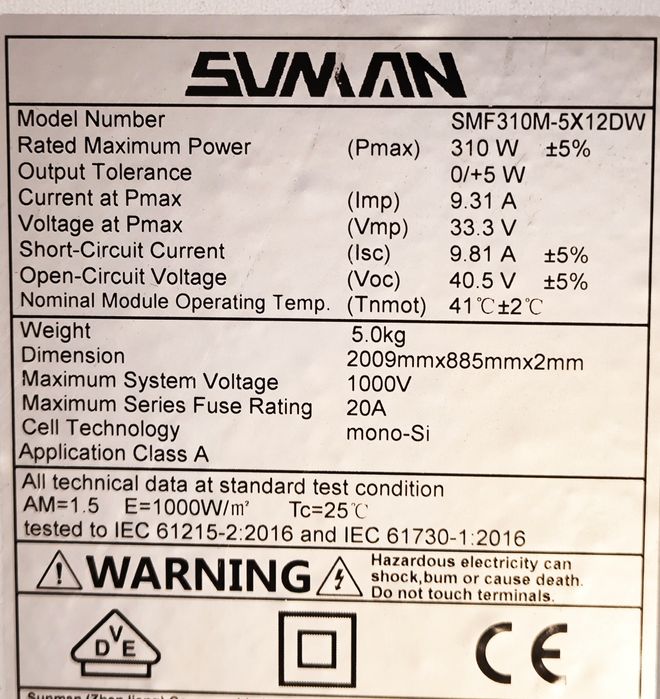 SUNMAN
Model Number SMF310M-5X12DW
Rated Maximum Power (Pmax) 310 W ±5%
Output Tolerance 0/+5 W
Current at Pmax (Imp) 9.31 A
Voltage at Pmax (Vmp) 33.3 V
Short-Circuit Current (Isc) 9.81 A ±5%
Open-Circuit Voltage (Voc) 40.5 V ±5%
Nominal Module Operating Temp. (Tnmot) 41℃±2℃
Weight 5.0kg
Dimension 2009mmx885mmx2mm
Maximum System Voltage 1000V
Maximum Series Fuse Rating 20A
Cell Technology mono-Si
Application Class A
All technical data at standard test condition
AM=1.5 E=1000W/m² Tc=25℃
tested to IEC 61215-2:2016 and IEC 61730-1:2016
WARNING
Hazardous electricity can
shock,bum or cause death.
Do not touch terminals.
DVE
CE